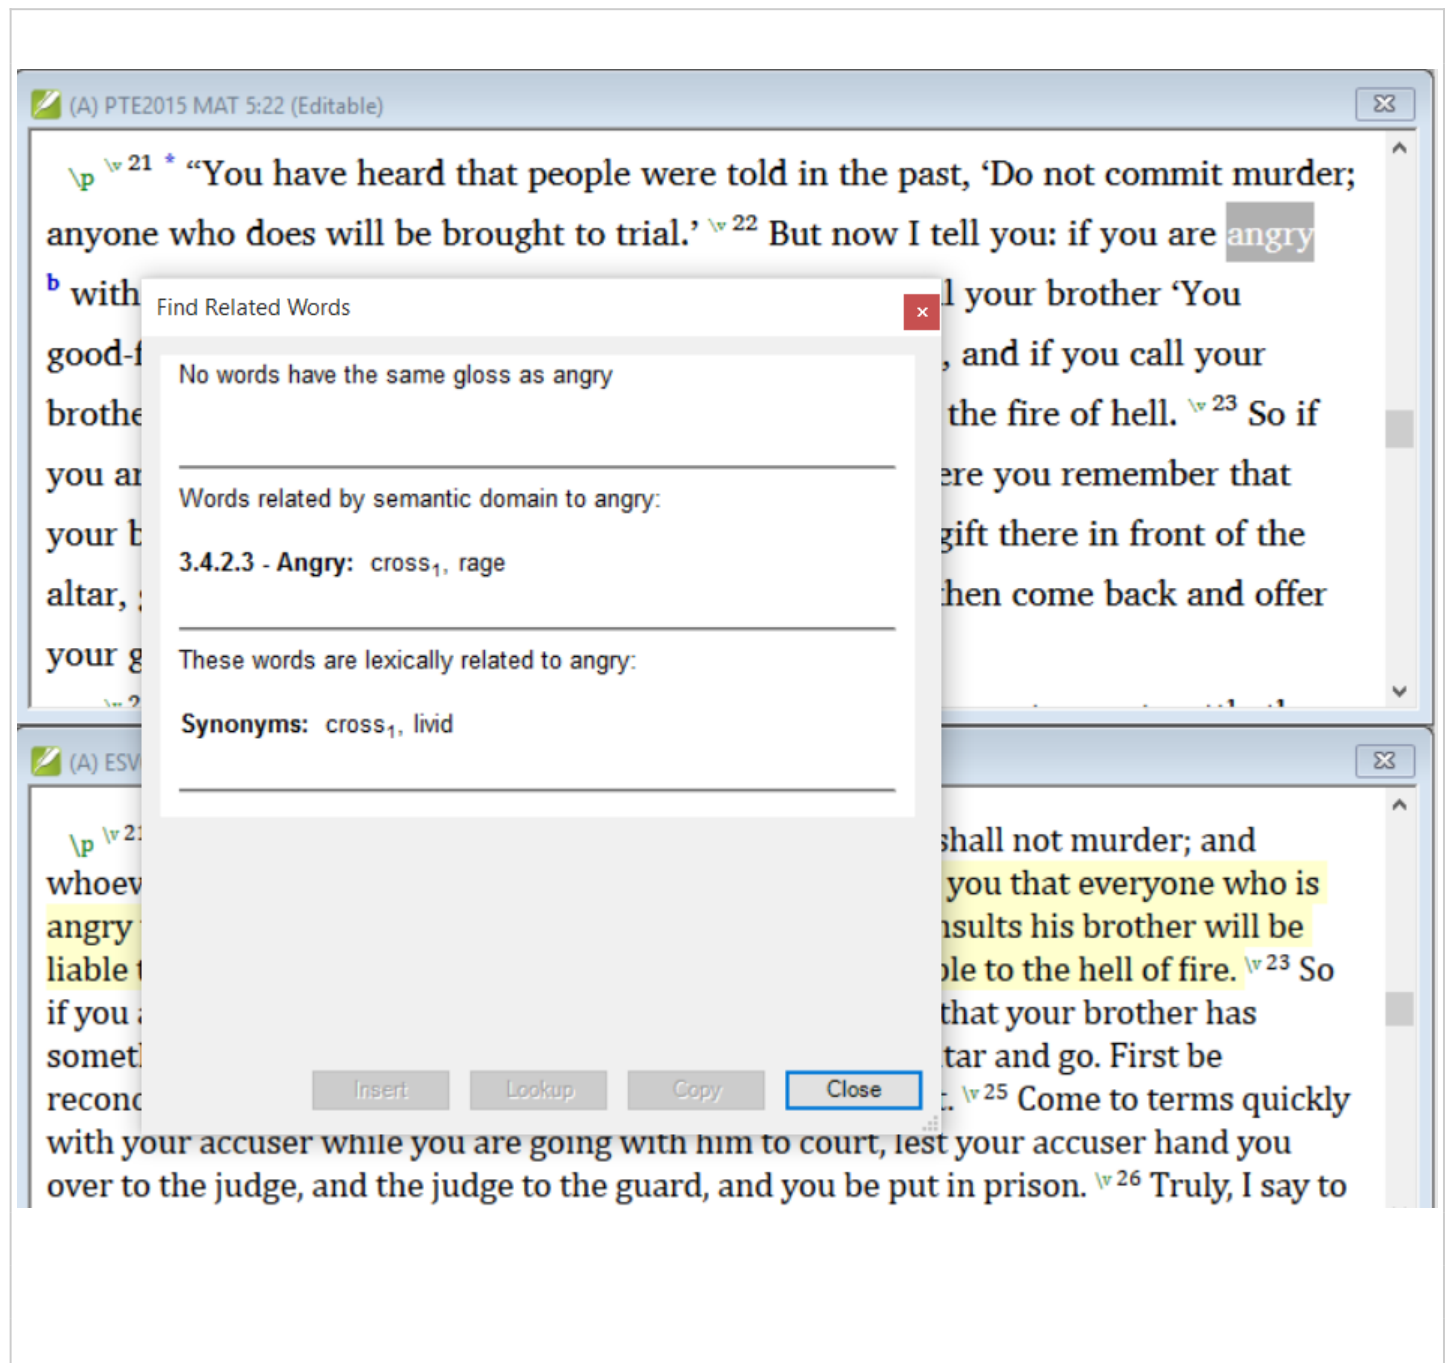 (A) PTE2015 MAT 5:22 (Editable)
\p \v 21 * “You have heard that people were told in the past, ‘Do not commit murder;
anyone who does will be brought to trial.’ \v 22 But now I tell you: if you are angry
b with l your brother ‘You
good-f , and if you call your
brothe the fire of hell. \v 23 So if
you ar ere you remember that
your b gift there in front of the
altar, then come back and offer
your g
Find Related Words
No words have the same gloss as angry
Words related by semantic domain to angry:
3.4.2.3 - Angry: cross1, rage
These words are lexically related to angry:
Synonyms: cross1, livid
Insert Lookup Copy Close
(A) ESV
\p \v 21 shall not murder; and
whoev you that everyone who is
angry nsults his brother will be
liable t ble to the hell of fire. \v 23 So
if you that your brother has
somet tar and go. First be
recond t. \v 25 Come to terms quickly
with your accuser while you are going with him to court, lest your accuser hand you
over to the judge, and the judge to the guard, and you be put in prison. \v 26 Truly, I say to